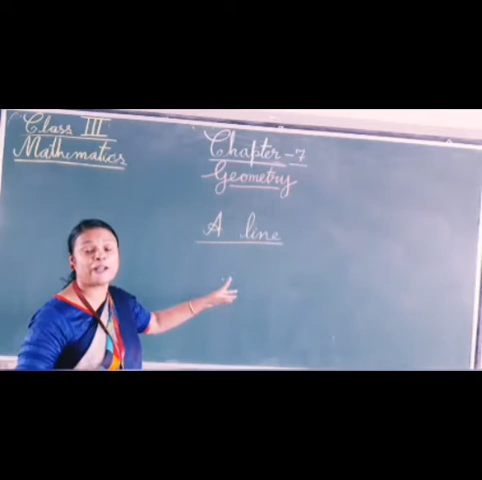 Class III
Mathematics
Chapter-7
Geometry
A line